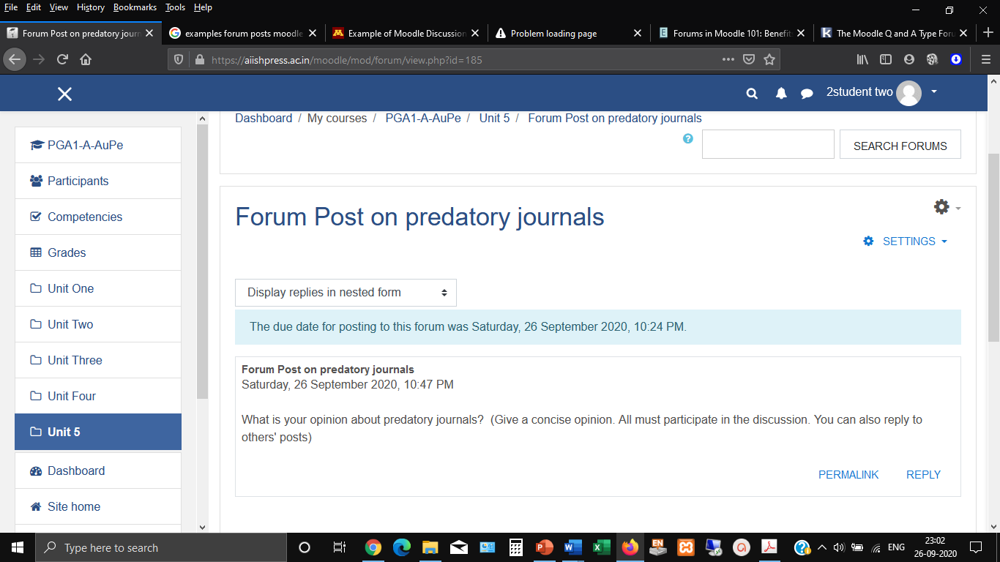 File Edit View History Bookmarks Tools Help
Forum Post on predatory journ
examples forum posts moodle
Example of Moodle Discussion
Problem loading page
Forums in Moodle 101: Benefit
The Moodle Q and A Type Foru
https://aiishpress.ac.in/moodle/mod/forum/view.php?id=185
2student two
Dashboard / My courses / PGA1-A-AuPe / Unit 5 / Forum Post on predatory journals
SEARCH FORUMS
PGA1-A-AuPe
Participants
Competencies
Grades
Unit One
Unit Two
Unit Three
Unit Four
Unit 5
Dashboard
Site home
Forum Post on predatory journals
SETTINGS
Display replies in nested form
The due date for posting to this forum was Saturday, 26 September 2020, 10:24 PM.
Forum Post on predatory journals
Saturday, 26 September 2020, 10:47 PM
What is your opinion about predatory journals? (Give a concise opinion. All must participate in the discussion. You can also reply to
others' posts)
PERMALINK REPLY
Type here to search
ENG
23:02
26-09-2020